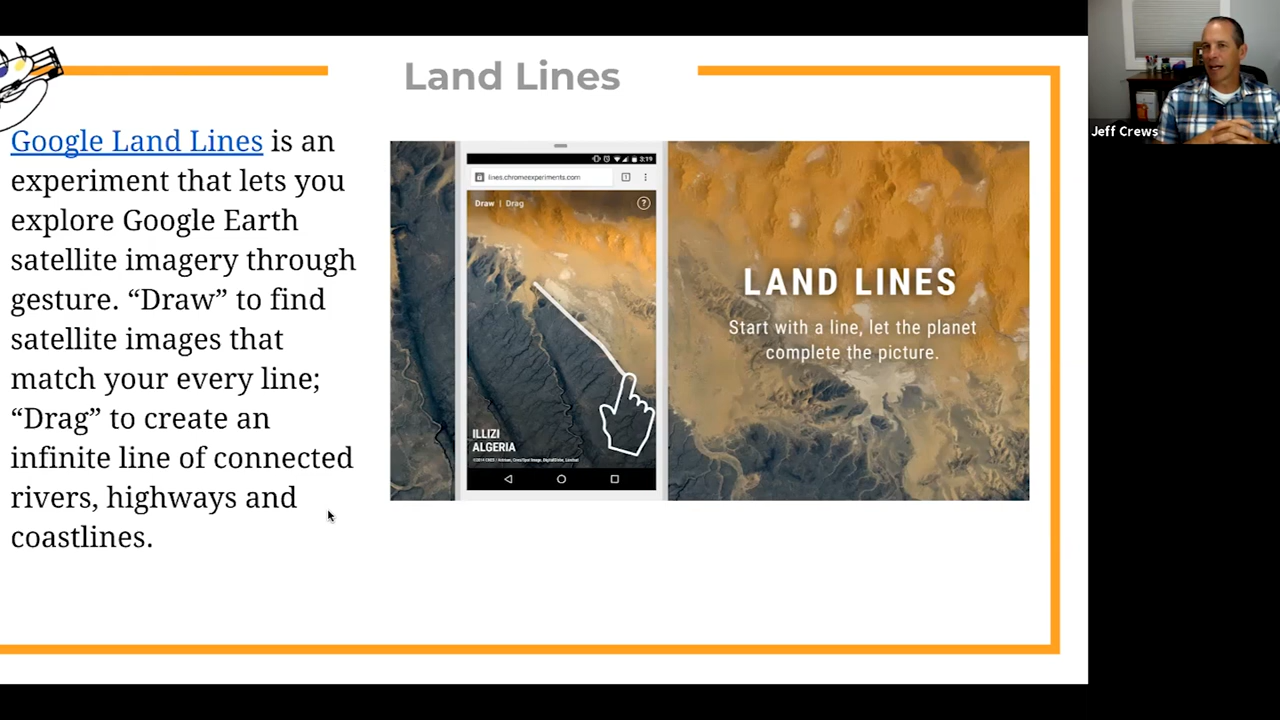 Land Lines
Google Land Lines is an
experiment that lets you
explore Google Earth
satellite imagery through
gesture. “Draw” to find
satellite images that
match your every line;
“Drag” to create an
infinite line of connected
rivers, highways and
coastlines.
3:19
lines.chromeexperiments.com
1
Draw | Drag
?
ILLIZI
ALGERIA
LAND LINES
Start with a line, let the planet
complete the picture.
Jeff Crews